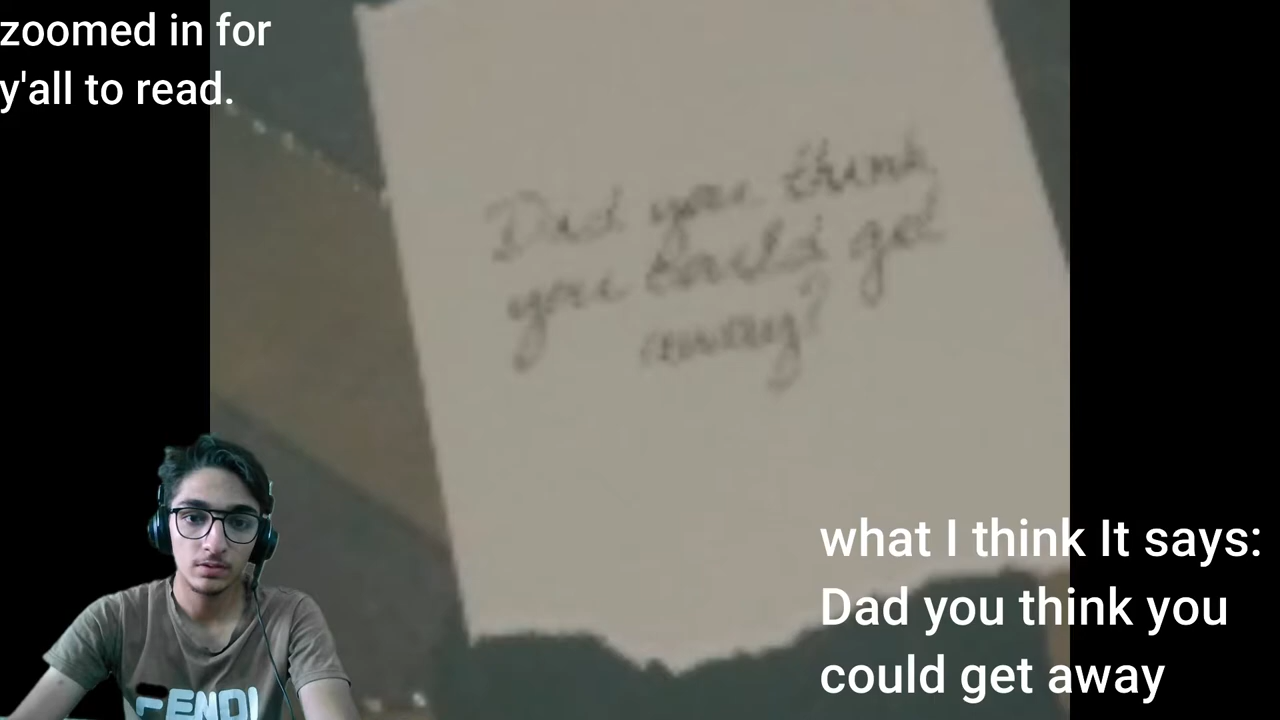 zoomed in for
y'all to read.
Did you think
you could get
away?
what I think It says:
Dad you think you
could get away
FENDI